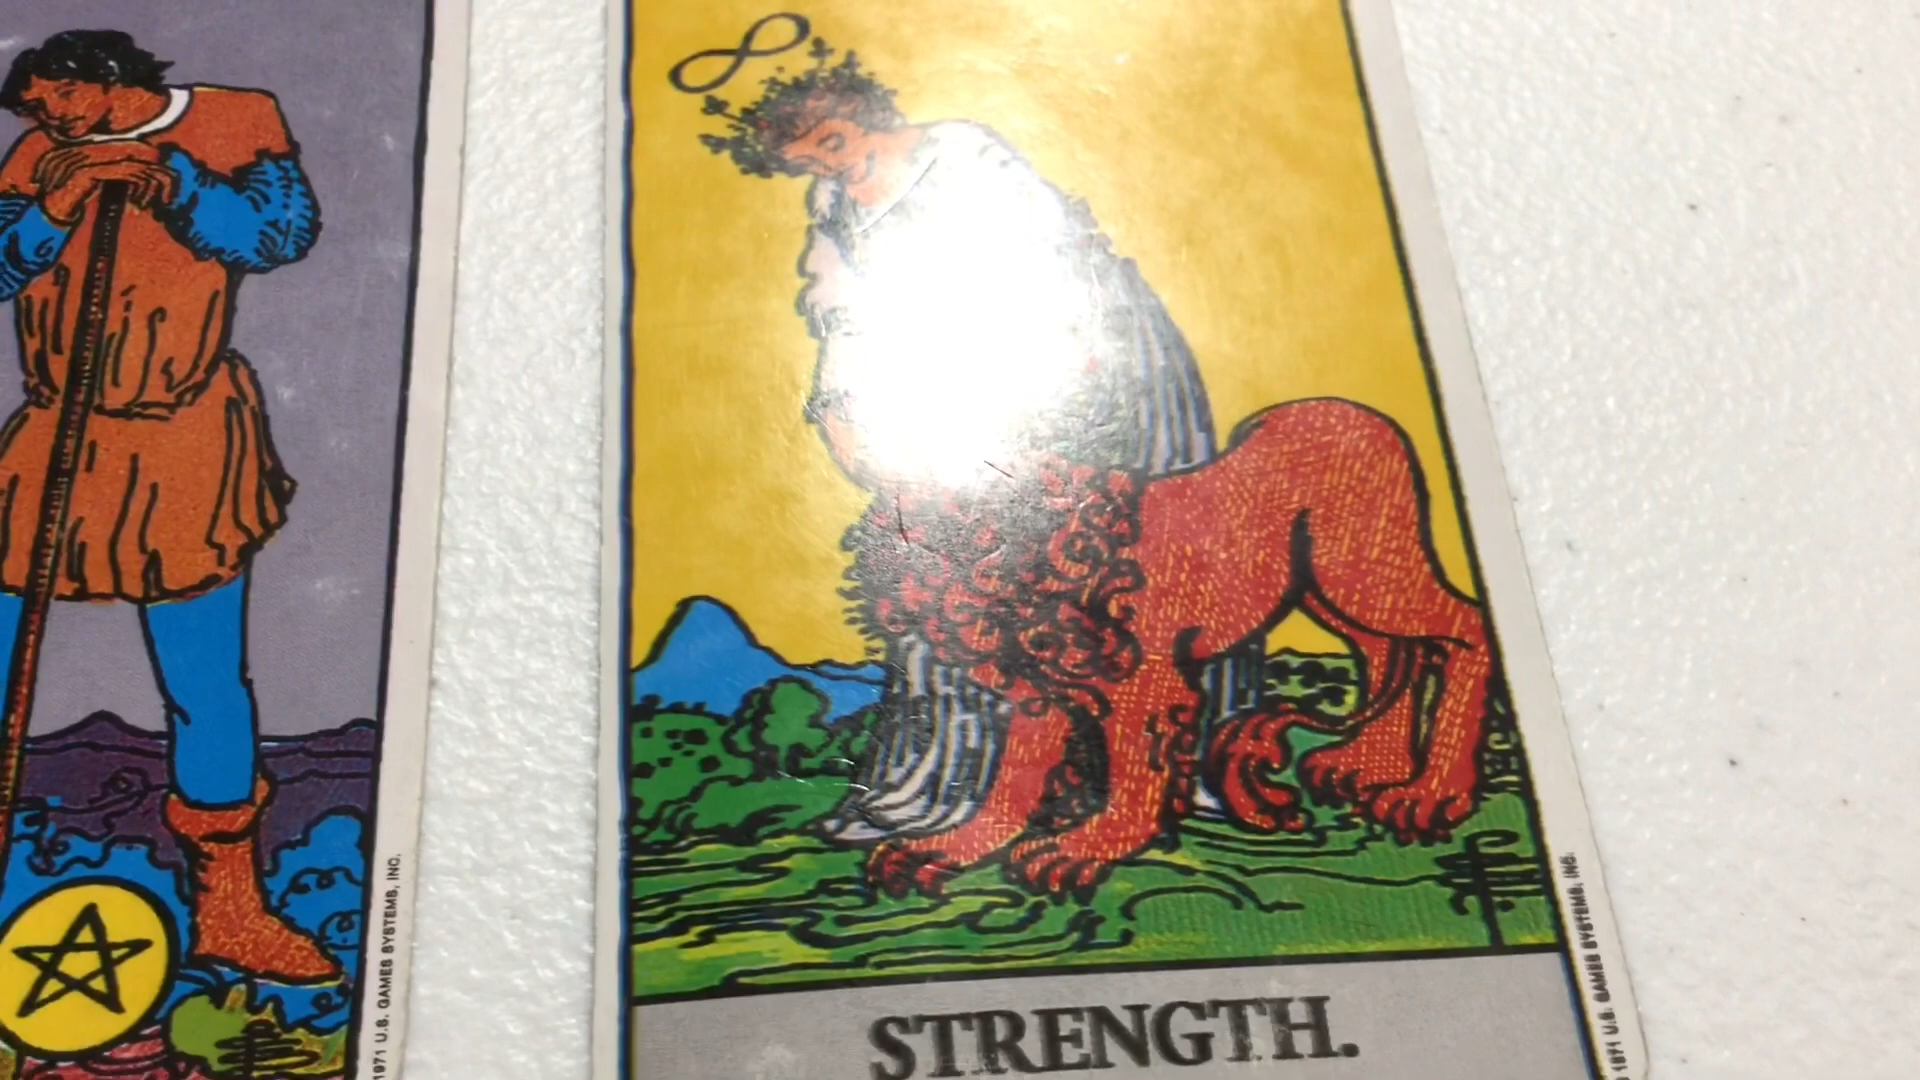 1971 U.S. GAMES SYSTEMS, INC.
STRENGTH.
1971 U.S. GAMES SYSTEMS, INC.